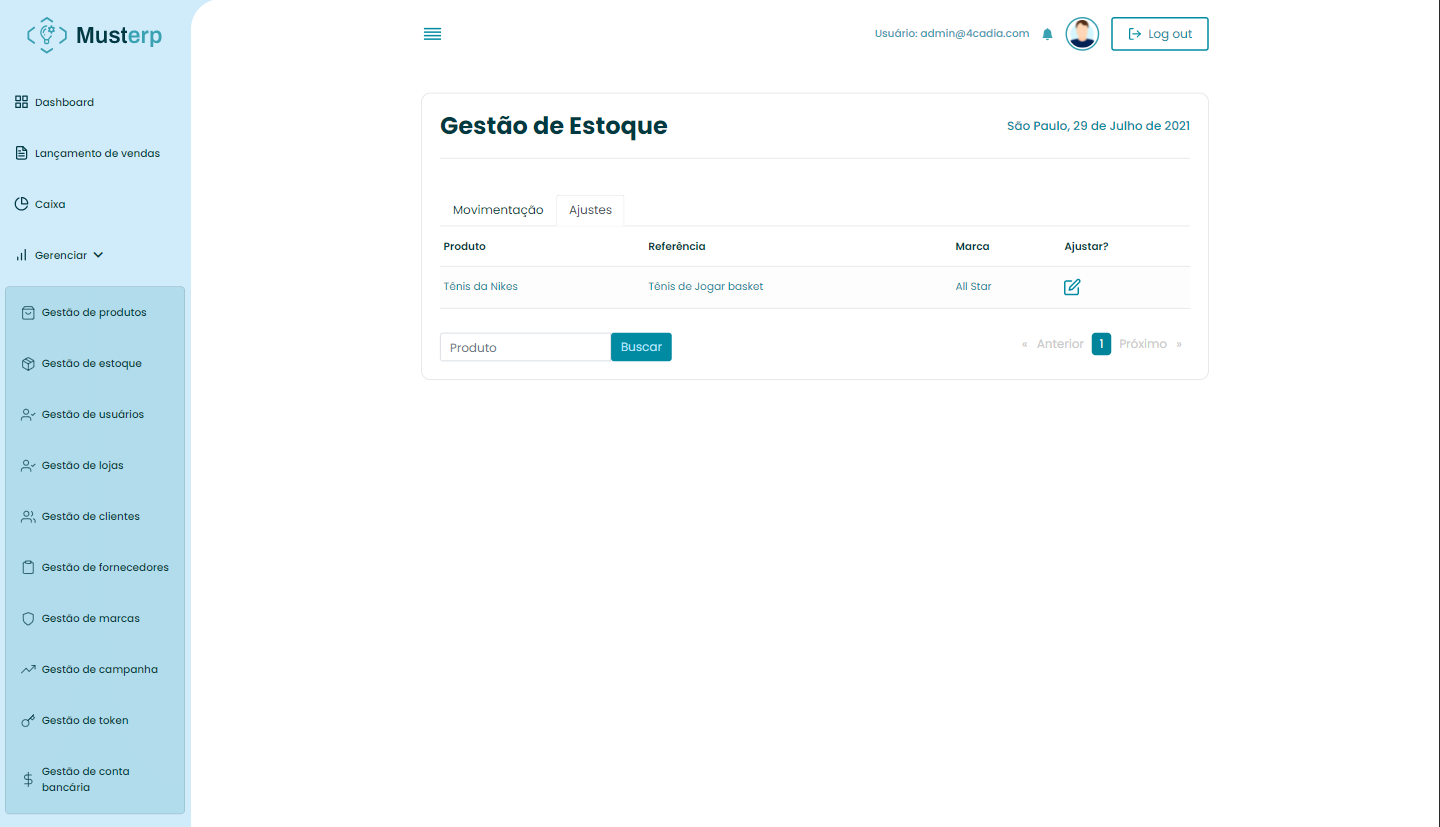 Musterp
Dashboard
Lançamento de vendas
Caixa
Gerenciar
Gestão de produtos
Gestão de estoque
Gestão de usuários
Gestão de lojas
Gestão de clientes
Gestão de fornecedores
Gestão de marcas
Gestão de campanha
Gestão de token
Gestão de conta
bancária
Usuário: admin@4cadia.com
Log out
Gestão de Estoque
São Paulo, 29 de Julho de 2021
Movimentação Ajustes
Produto Referência Marca Ajustar?
Tênis da Nikes Tênis de Jogar basket All Star
Produto Buscar
« Anterior 1 Próximo »